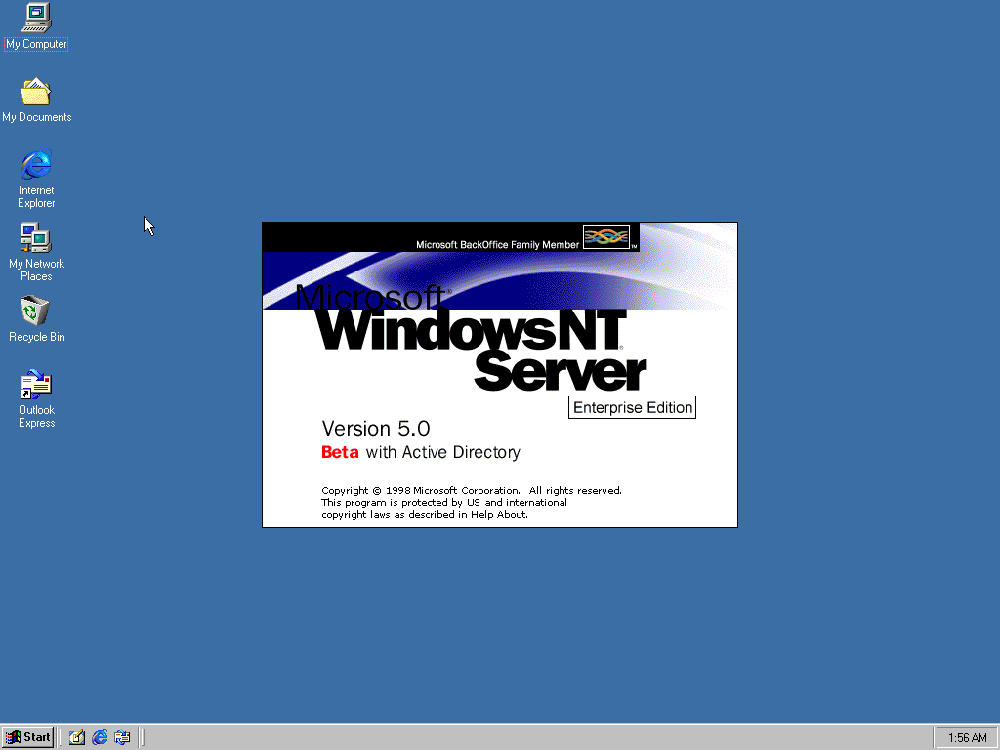 My Computer
My Documents
Internet
Explorer
My Network
Places
Recycle Bin
Outlook
Express
Microsoft BackOffice Family Member ™
Microsoft®
WindowsNT®
Server
Enterprise Edition
Version 5.0
Beta with Active Directory
Copyright © 1998 Microsoft Corporation. All rights reserved.
This program is protected by US and international
copyright laws as described in Help About.
Start
1:56 AM